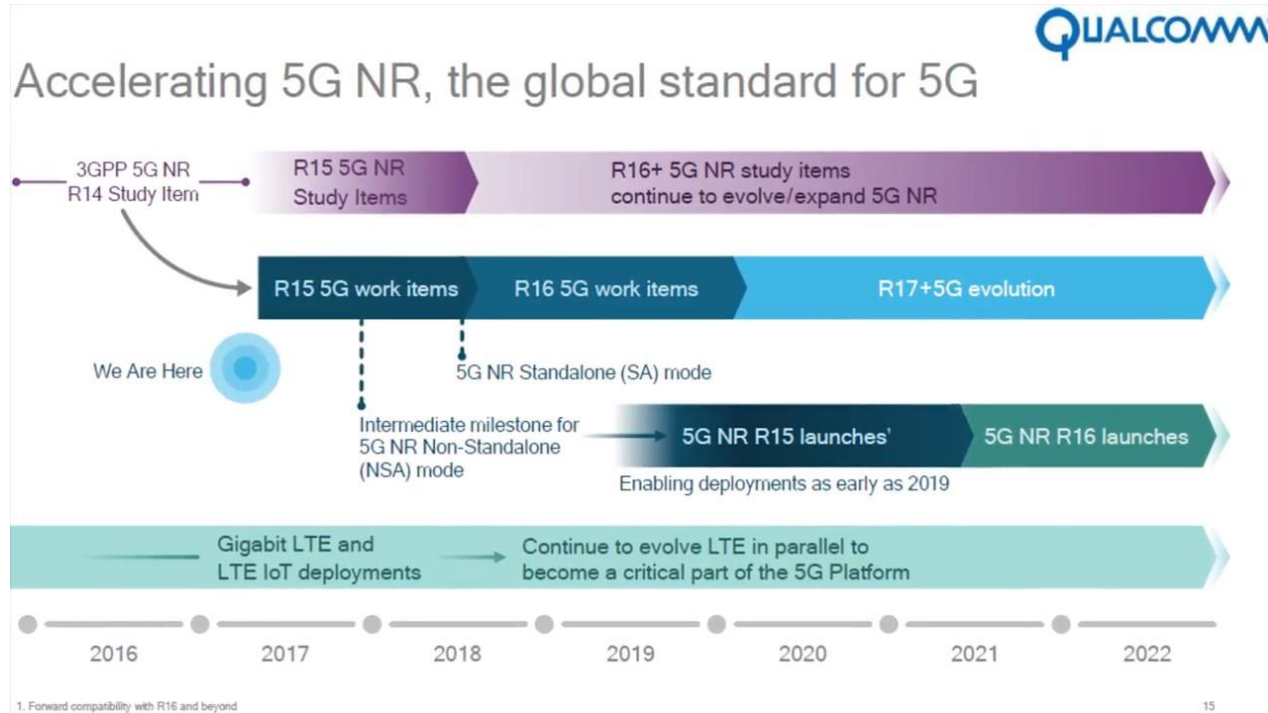 QUALCOMM
Accelerating 5G NR, the global standard for 5G
3GPP 5G NR
R14 Study Item
R15 5G NR
Study Items
R16+ 5G NR study items
continue to evolve/expand 5G NR
R15 5G work items
R16 5G work items
R17+5G evolution
We Are Here
5G NR Standalone (SA) mode
Intermediate milestone for
5G NR Non-Standalone
(NSA) mode
5G NR R15 launches¹
5G NR R16 launches
Enabling deployments as early as 2019
Gigabit LTE and
LTE IoT deployments
Continue to evolve LTE in parallel to
become a critical part of the 5G Platform
2016
2017
2018
2019
2020
2021
2022
1. Forward compatibility with R16 and beyond
15